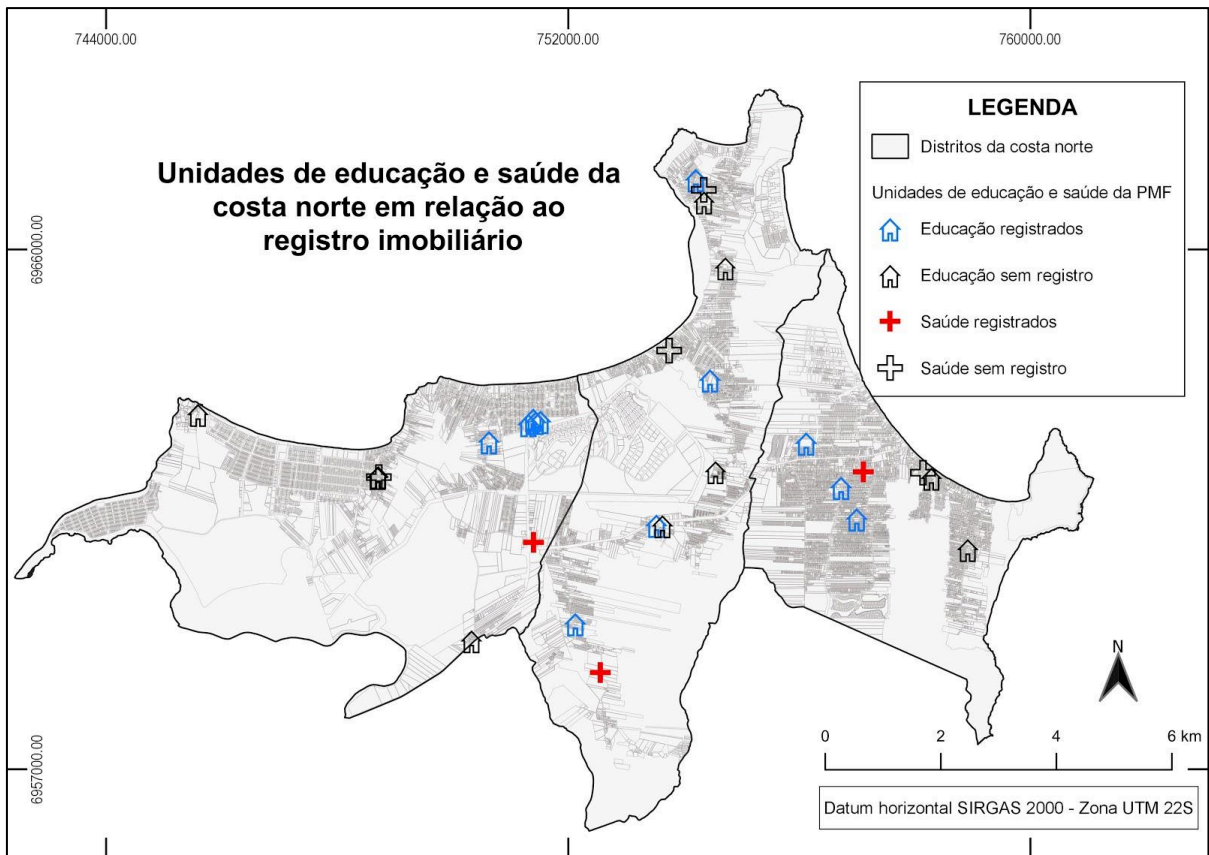 744000.00
752000.00
760000.00
Unidades de educação e saúde da
costa norte em relação ao
registro imobiliário
LEGENDA
Distritos da costa norte
Unidades de educação e saúde da PMF
Educação registrados
Educação sem registro
Saúde registrados
Saúde sem registro
6966000.00
6957000.00
N
0 2 4 6 km
Datum horizontal SIRGAS 2000 - Zona UTM 22S